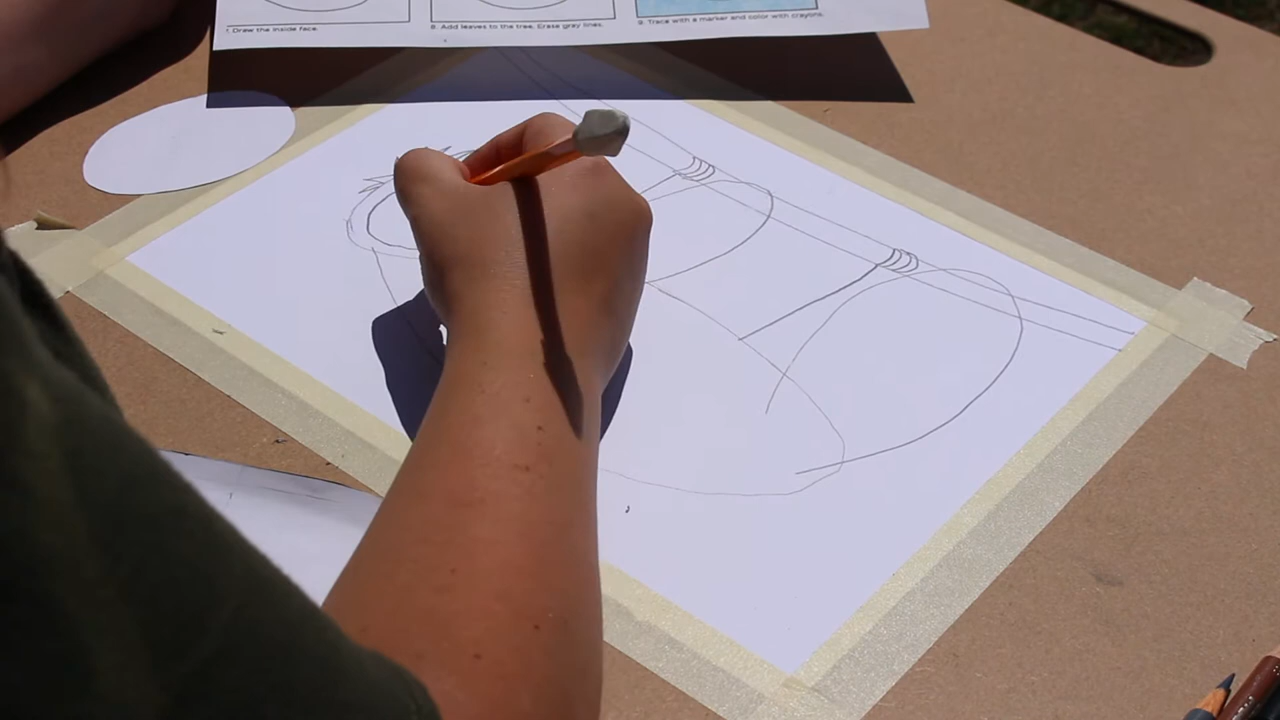 7. Draw the inside face.
8. Add leaves to the tree. Erase gray lines.
9. Trace with a marker and color with crayons.